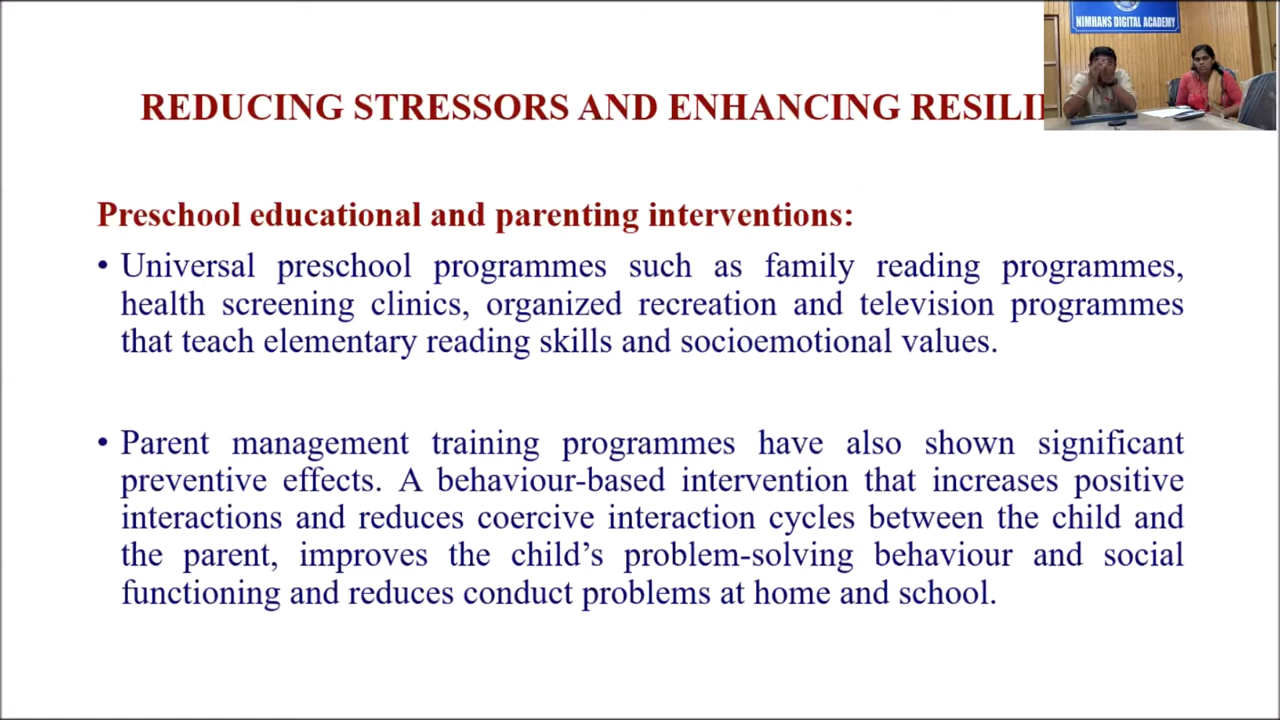 NIMHANS DIGITAL ACADEMY
REDUCING STRESSORS AND ENHANCING
Preschool educational and parenting interventions:
• Universal preschool programmes such as family reading programmes,
health screening clinics, organized recreation and television programmes
that teach elementary reading skills and socioemotional values.
• Parent management training programmes have also shown significant
preventive effects. A behaviour-based intervention that increases positive
interactions and reduces coercive interaction cycles between the child and
the parent, improves the child’s problem-solving behaviour and social
functioning and reduces conduct problems at home and school.